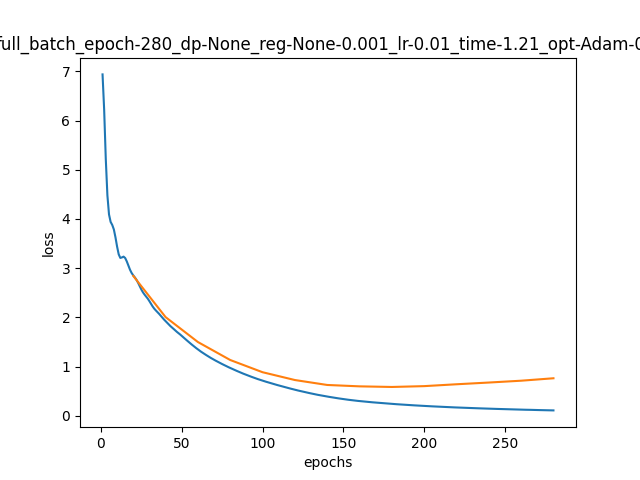 full_batch_epoch-280_dp-None_reg-None-0.001_lr-0.01_time-1.21_opt-Adam-0
7
6
5
4
3
2
1
0
loss
0 50 100 150 200 250
epochs